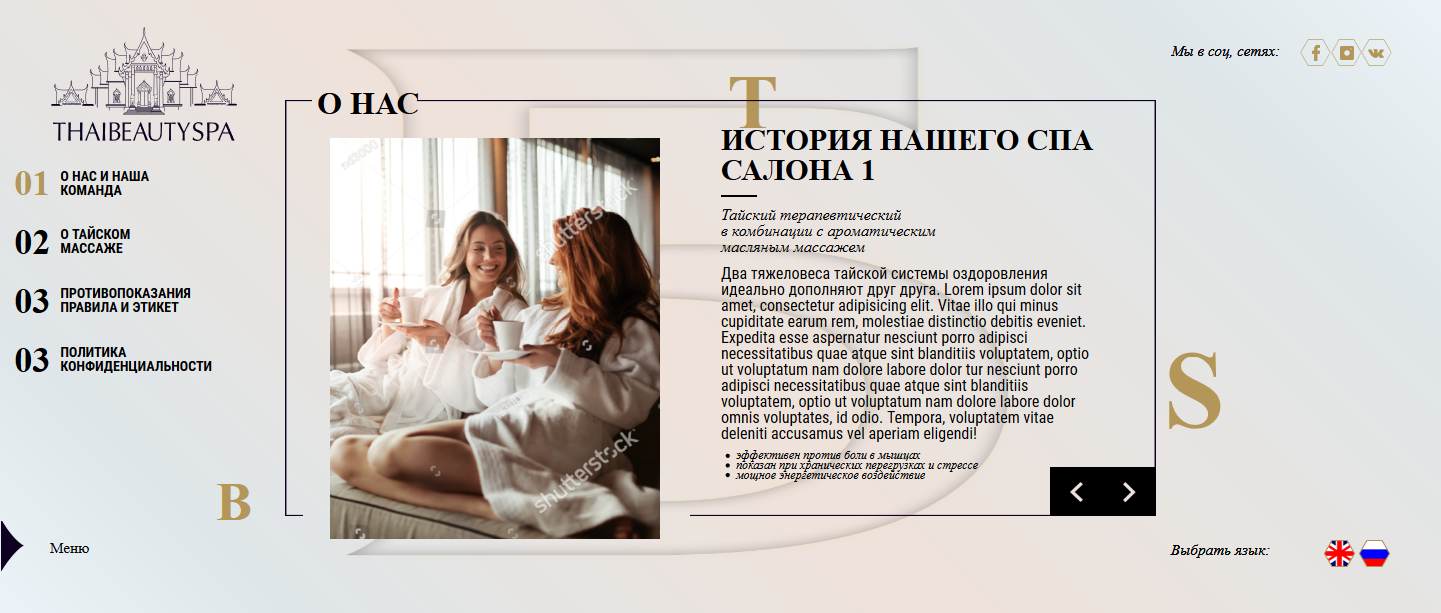 THAIBEAUTYSPA
Мы в соц, сетях:
01 О НАС И НАША
КОМАНДА
02 О ТАЙСКОМ
МАССАЖЕ
03 ПРОТИВОПОКАЗАНИЯ
ПРАВИЛА И ЭТИКЕТ
03 ПОЛИТИКА
КОНФИДЕНЦИАЛЬНОСТИ
О НАС
nd3000
shutterstock
shutterstock
T
ИСТОРИЯ НАШЕГО СПА
САЛОНА 1
Тайский терапевтический
в комбинации с ароматическим
масляным массажем
Два тяжеловеса тайской системы оздоровления
идеально дополняют друг друга. Lorem ipsum dolor sit
amet, consectetur adipisicing elit. Vitae illo qui minus
cupiditate earum rem, molestiae distinctio debitis eveniet.
Expedita esse aspernatur nesciunt porro adipisci
necessitatibus quae atque sint blanditiis voluptatem, optio
ut voluptatum nam dolore labore dolor tur nesciunt porro
adipisci necessitatibus quae atque sint blanditiis
voluptatem, optio ut voluptatum nam dolore labore dolor
omnis voluptates, id odio. Tempora, voluptatem vitae
deleniti accusamus vel aperiam eligendi!
эффективен против боли в мышцах
показан при хранических перегрузках и стрессе
мощное энергетическое воздействие
S
B
Меню
Выбрать язык: